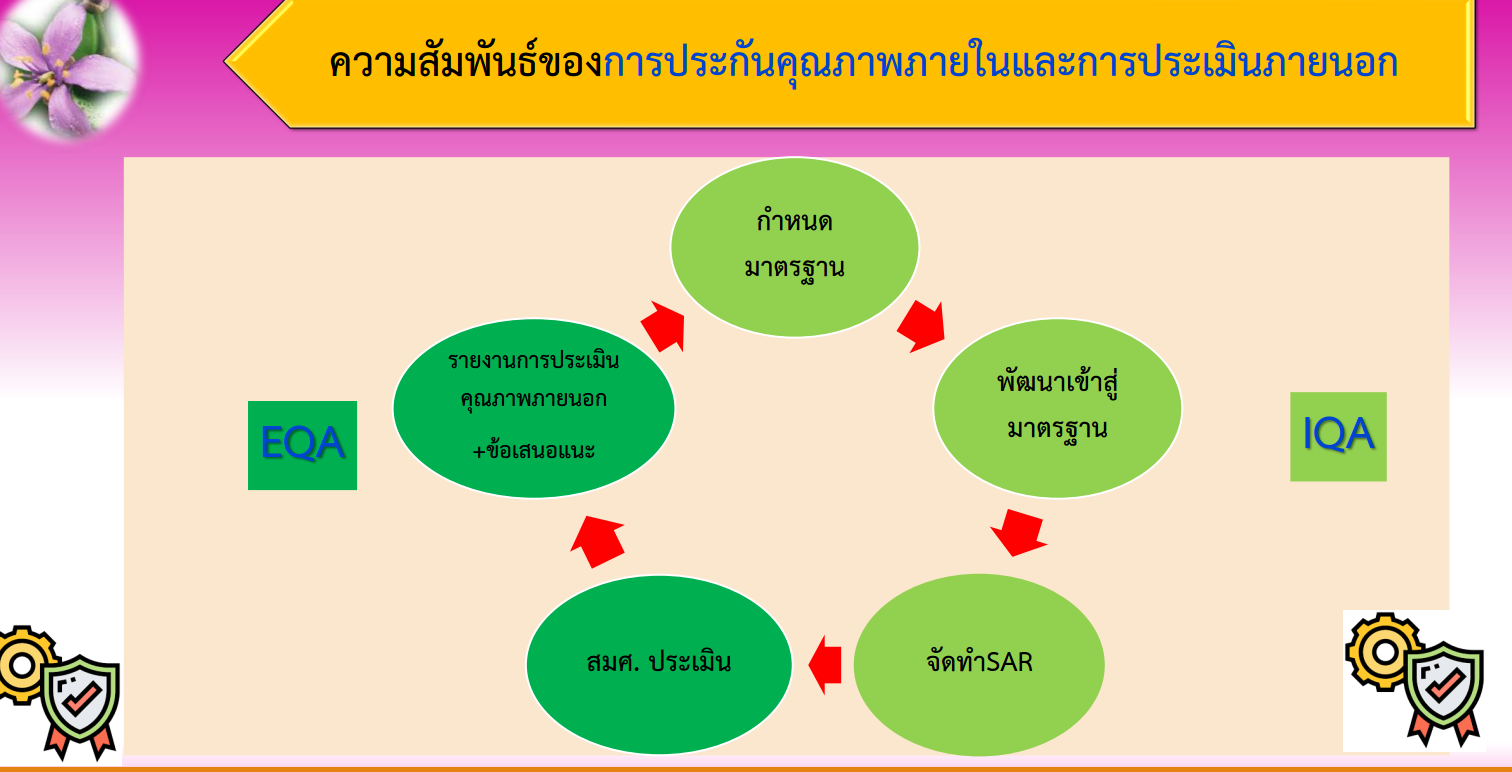 ความสัมพันธ์ของการประกันคุณภาพภายในและการประเมินภายนอก
กำหนด
มาตรฐาน
พัฒนาเข้าสู่
มาตรฐาน
IQA
จัดทำSAR
สมศ. ประเมิน
รายงานการประเมิน
คุณภาพภายนอก
+ข้อเสนอแนะ
EQA